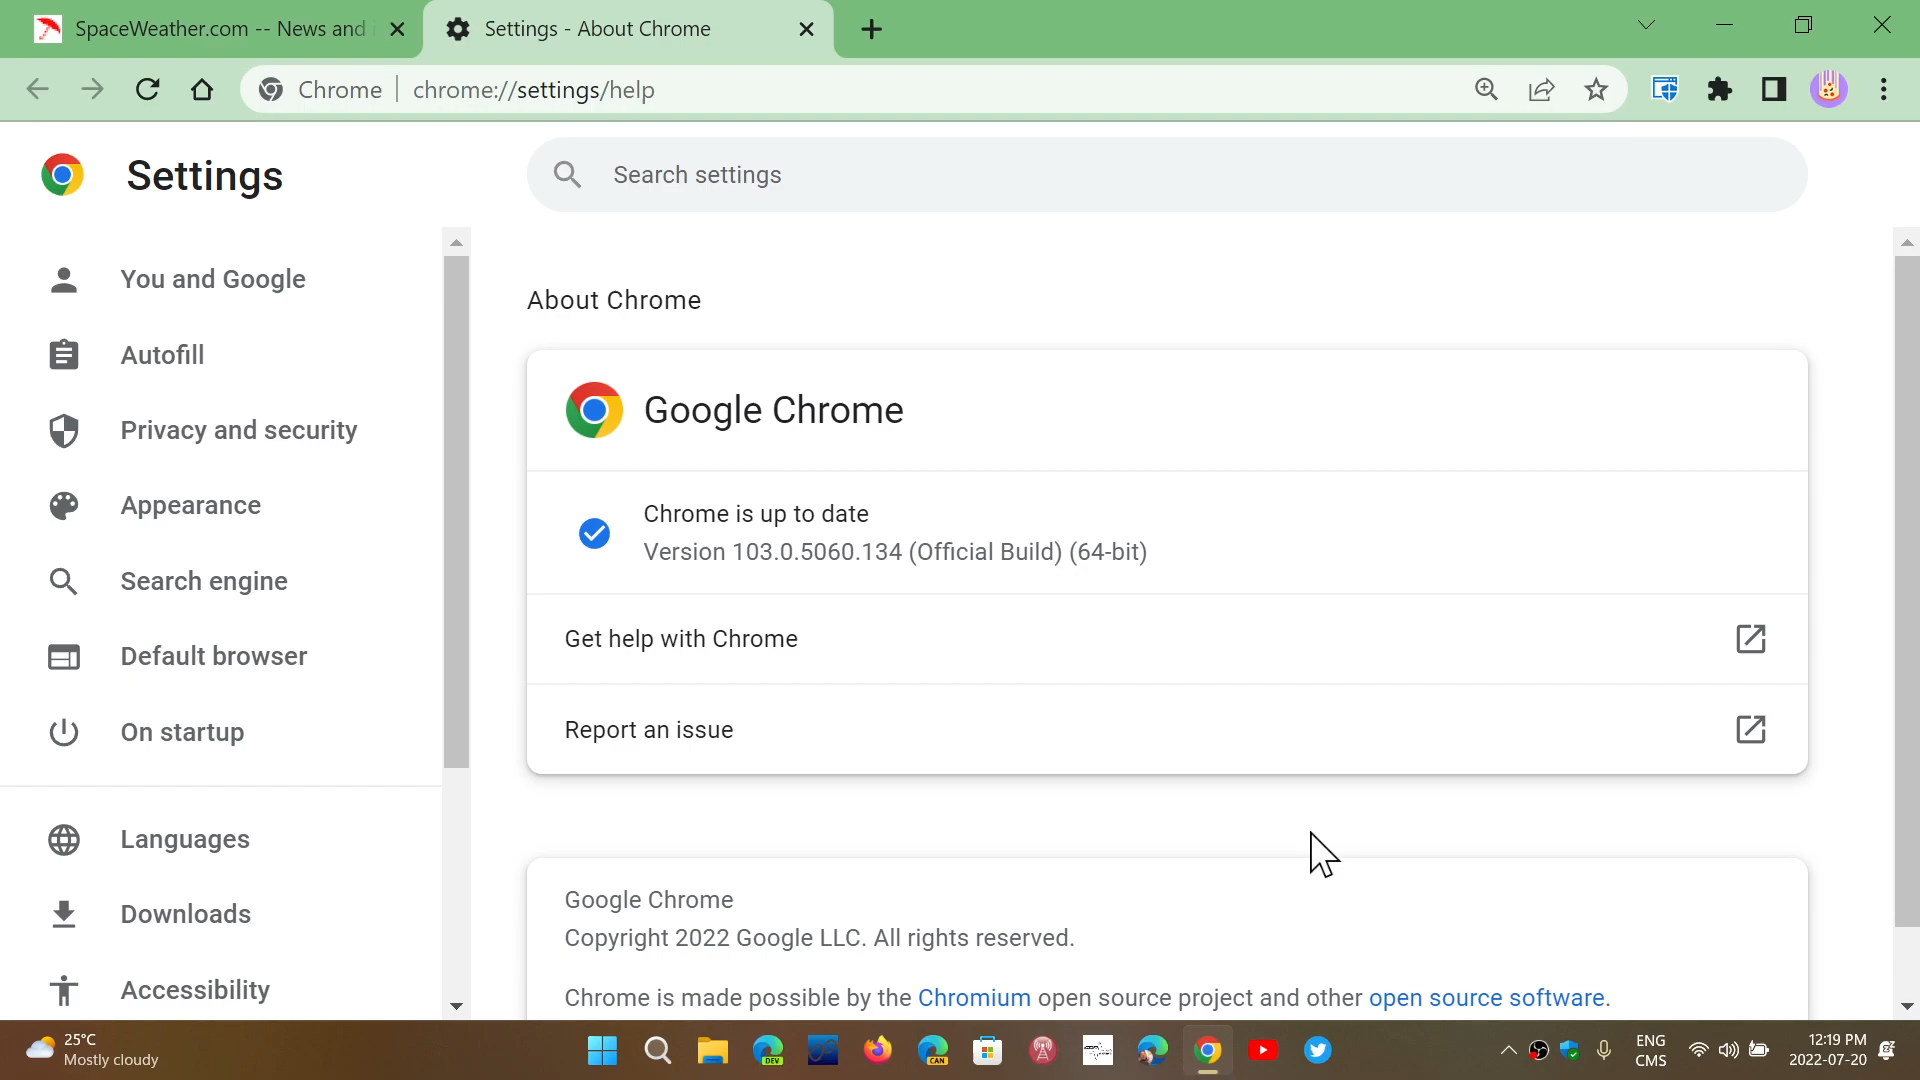 SpaceWeather.com -- News and
Settings - About Chrome
Chrome
chrome://settings/help
Settings
Search settings
You and Google
Autofill
Privacy and security
Appearance
Search engine
Default browser
On startup
Languages
Downloads
Accessibility
About Chrome
Google Chrome
Chrome is up to date
Version 103.0.5060.134 (Official Build) (64-bit)
Get help with Chrome
Report an issue
Google Chrome
Copyright 2022 Google LLC. All rights reserved.
Chrome is made possible by the Chromium open source project and other open source software.
25°C
Mostly cloudy
DEV
CAN
ENG
CMS
12:19 PM
2022-07-20